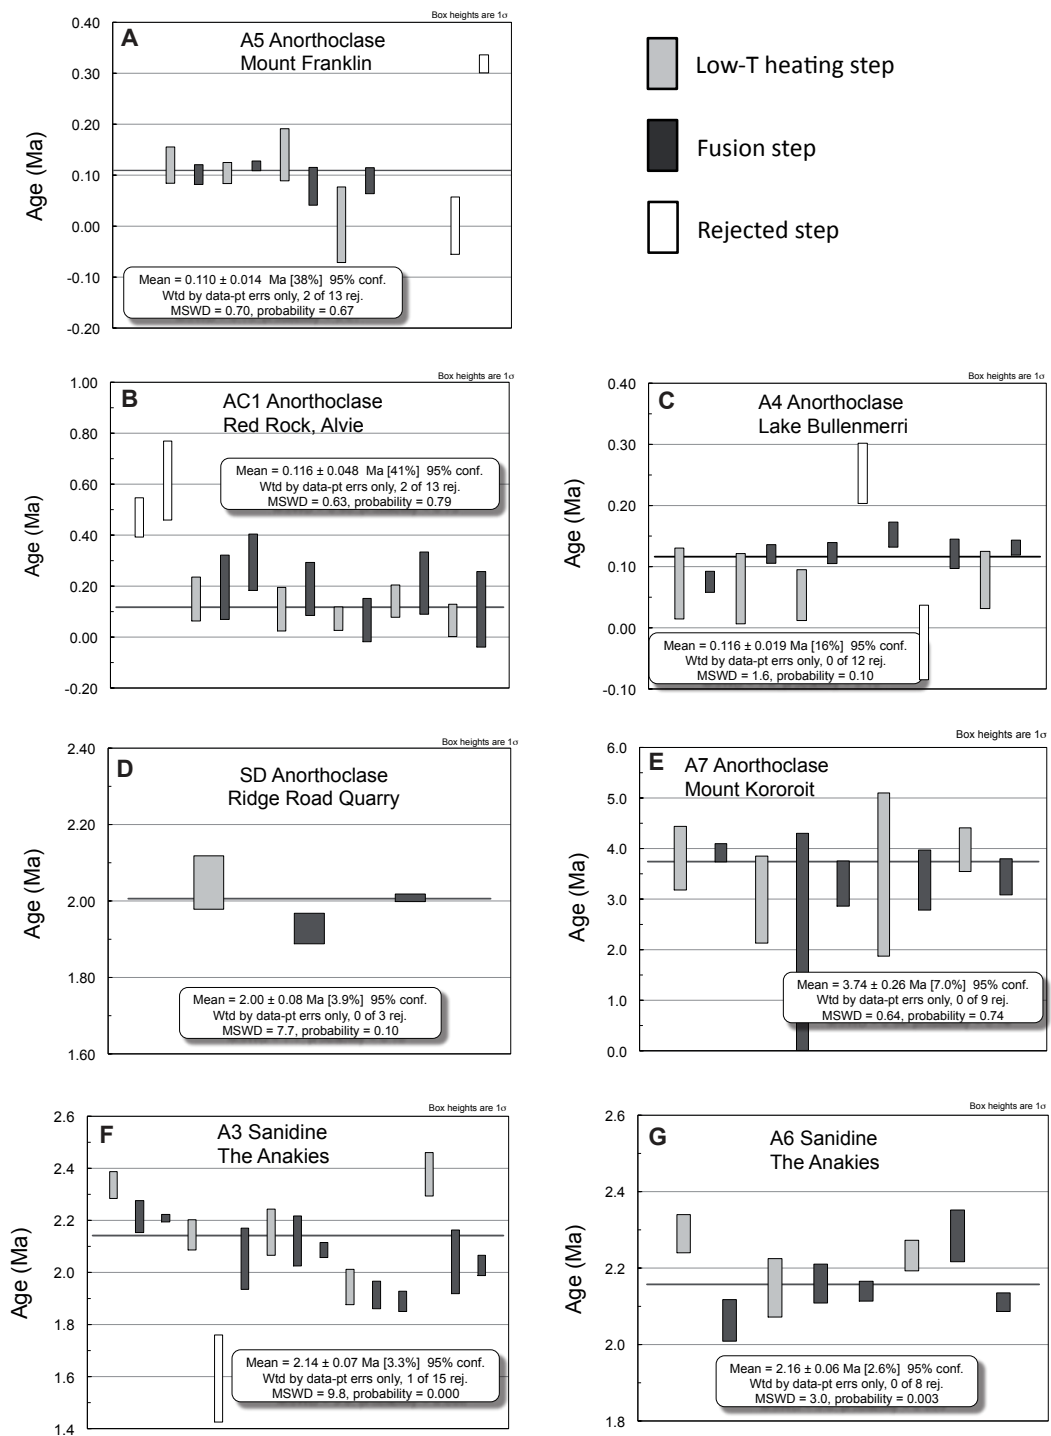 Box heights are 1σ
A
A5 Anorthoclase
Mount Franklin
0.40
0.30
0.20
0.10
0.00
-0.10
-0.20
Age (Ma)
Mean = 0.110 ± 0.014 Ma [38%] 95% conf.
Wtd by data-pt errs only, 2 of 13 rej.
MSWD = 0.70, probability = 0.67
Low-T heating step
Fusion step
Rejected step
Box heights are 1σ
B
AC1 Anorthoclase
Red Rock, Alvie
1.00
0.80
0.60
0.40
0.20
0.00
-0.20
Age (Ma)
Mean = 0.116 ± 0.048 Ma [41%] 95% conf.
Wtd by data-pt errs only, 2 of 13 rej.
MSWD = 0.63, probability = 0.79
Box heights are 1σ
C
A4 Anorthoclase
Lake Bullenmerri
0.40
0.30
0.20
0.10
0.00
-0.10
Age (Ma)
Mean = 0.116 ± 0.019 Ma [16%] 95% conf.
Wtd by data-pt errs only, 0 of 12 rej.
MSWD = 1.6, probability = 0.10
Box heights are 1σ
D
SD Anorthoclase
Ridge Road Quarry
2.40
2.20
2.00
1.80
1.60
Age (Ma)
Mean = 2.00 ± 0.08 Ma [3.9%] 95% conf.
Wtd by data-pt errs only, 0 of 3 rej.
MSWD = 7.7, probability = 0.10
Box heights are 1σ
E
A7 Anorthoclase
Mount Kororoit
6.0
5.0
4.0
3.0
2.0
1.0
0.0
Age (Ma)
Mean = 3.74 ± 0.26 Ma [7.0%] 95% conf.
Wtd by data-pt errs only, 0 of 9 rej.
MSWD = 0.64, probability = 0.74
Box heights are 1σ
F
A3 Sanidine
The Anakies
2.6
2.4
2.2
2.0
1.8
1.6
1.4
Age (Ma)
Mean = 2.14 ± 0.07 Ma [3.3%] 95% conf.
Wtd by data-pt errs only, 1 of 15 rej.
MSWD = 9.8, probability = 0.000
Box heights are 1σ
G
A6 Sanidine
The Anakies
2.6
2.4
2.2
2.0
1.8
Age (Ma)
Mean = 2.16 ± 0.06 Ma [2.6%] 95% conf.
Wtd by data-pt errs only, 0 of 8 rej.
MSWD = 3.0, probability = 0.003